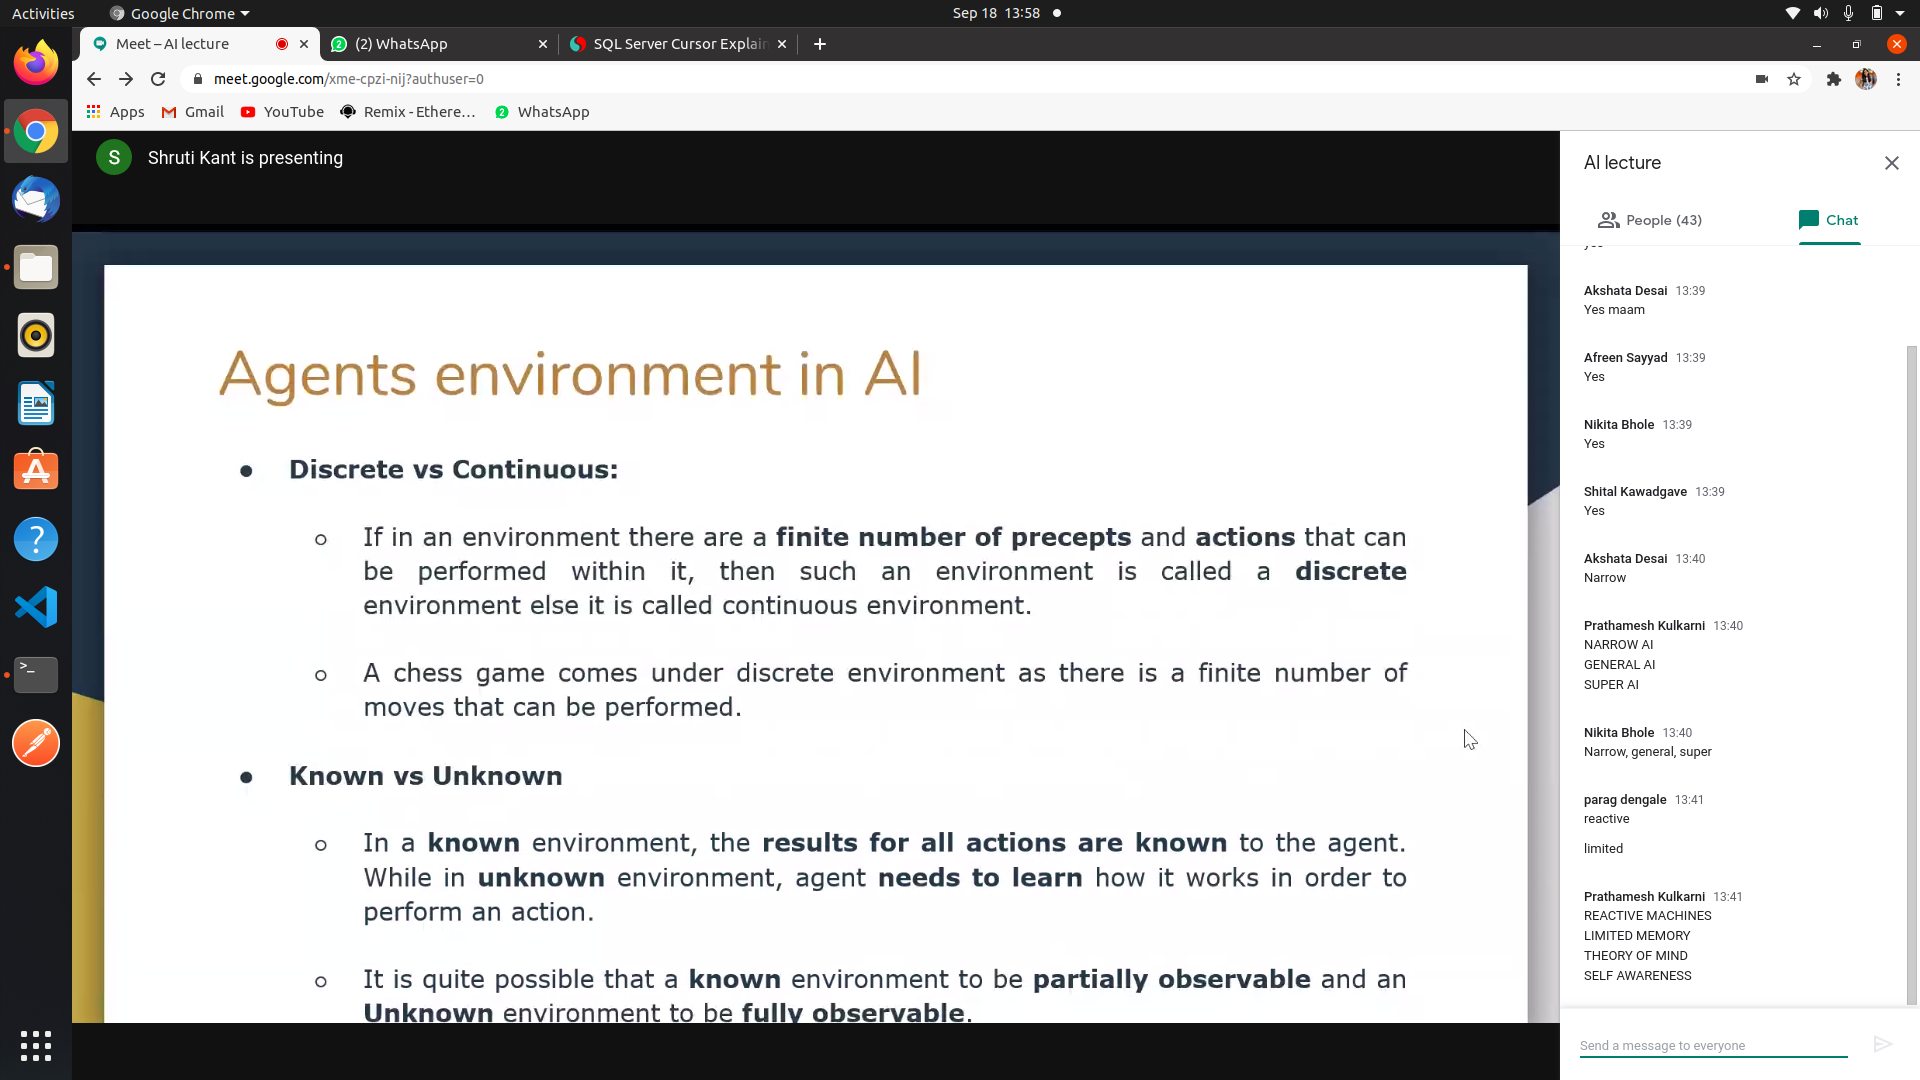 Activities
Google Chrome
Sep 18 13:58
Meet – AI lecture
(2) WhatsApp
SQL Server Cursor Explain
meet.google.com/xme-cpzi-nij?authuser=0
Apps
Gmail
YouTube
Remix - Ethere...
WhatsApp
S
Shruti Kant is presenting
Agents environment in AI
Discrete vs Continuous:
If in an environment there are a finite number of precepts and actions that can
be performed within it, then such an environment is called a discrete
environment else it is called continuous environment.
A chess game comes under discrete environment as there is a finite number of
moves that can be performed.
Known vs Unknown
In a known environment, the results for all actions are known to the agent.
While in unknown environment, agent needs to learn how it works in order to
perform an action.
It is quite possible that a known environment to be partially observable and an
Unknown environment to be fully observable.
AI lecture
People (43)
Chat
Akshata Desai 13:39
Yes maam
Afreen Sayyad 13:39
Yes
Nikita Bhole 13:39
Yes
Shital Kawadgave 13:39
Yes
Akshata Desai 13:40
Narrow
Prathamesh Kulkarni 13:40
NARROW AI
GENERAL AI
SUPER AI
Nikita Bhole 13:40
Narrow, general, super
parag dengale 13:41
reactive
limited
Prathamesh Kulkarni 13:41
REACTIVE MACHINES
LIMITED MEMORY
THEORY OF MIND
SELF AWARENESS
Send a message to everyone